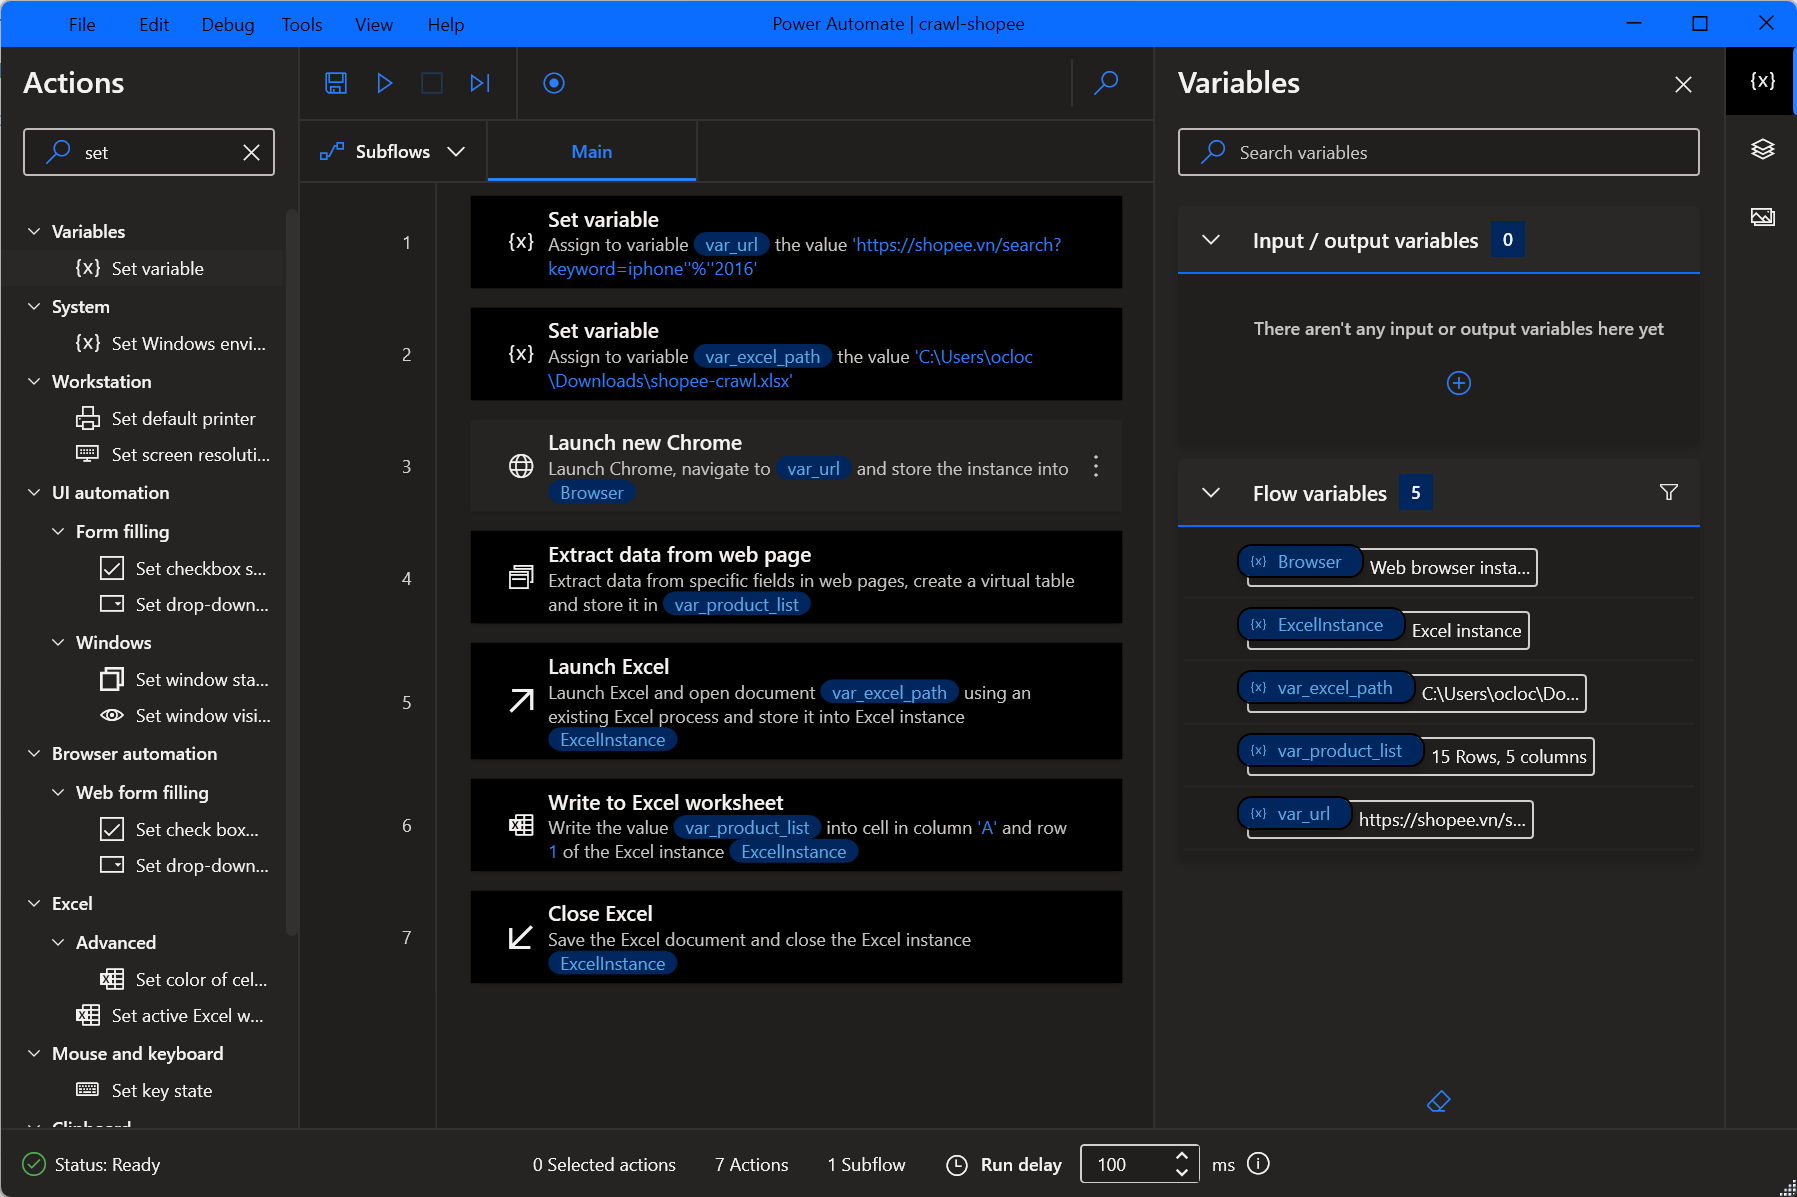 File Edit Debug Tools View Help
Power Automate | crawl-shopee
Actions
set
Variables
{x} Set variable
System
{x} Set Windows envi...
Workstation
Set default printer
Set screen resoluti...
UI automation
Form filling
Set checkbox s...
Set drop-down...
Windows
Set window sta...
Set window visi...
Browser automation
Web form filling
Set check box...
Set drop-down...
Excel
Advanced
Set color of cel...
Set active Excel w...
Mouse and keyboard
Set key state
Subflows
Main
1
{x} Set variable
Assign to variable var_url the value 'https://shopee.vn/search?
keyword=iphone''%''2016'
2
{x} Set variable
Assign to variable var_excel_path the value 'C:\Users\ocloc
\Downloads\shopee-crawl.xlsx'
3
Launch new Chrome
Launch Chrome, navigate to var_url and store the instance into
Browser
4
Extract data from web page
Extract data from specific fields in web pages, create a virtual table
and store it in var_product_list
5
Launch Excel
Launch Excel and open document var_excel_path using an
existing Excel process and store it into Excel instance
ExcelInstance
6
Write to Excel worksheet
Write the value var_product_list into cell in column 'A' and row
1 of the Excel instance ExcelInstance
7
Close Excel
Save the Excel document and close the Excel instance
ExcelInstance
Variables
{x}
Search variables
Input / output variables 0
There aren't any input or output variables here yet
Flow variables 5
{x} Browser Web browser insta...
{x} ExcelInstance Excel instance
{x} var_excel_path C:\Users\ocloc\Do...
{x} var_product_list 15 Rows, 5 columns
{x} var_url https://shopee.vn/s...
Status: Ready
0 Selected actions
7 Actions
1 Subflow
Run delay
100
ms